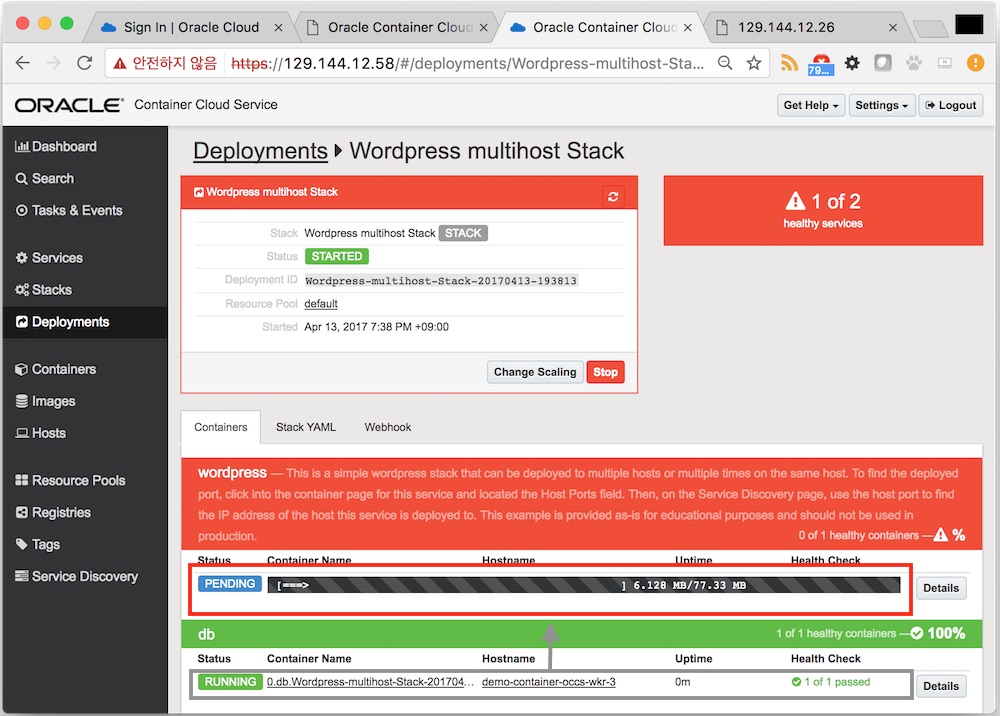 Sign In | Oracle Cloud
Oracle Container Cloud
Oracle Container Cloud
129.144.12.26
안전하지 않음 https://129.144.12.58/#/deployments/Wordpress-multihost-Sta...
79...
ORACLE Container Cloud Service
Get Help
Settings
Logout
Dashboard
Search
Tasks & Events
Services
Stacks
Deployments
Containers
Images
Hosts
Resource Pools
Registries
Tags
Service Discovery
Deployments Wordpress multihost Stack
Wordpress multihost Stack
Stack Wordpress multihost Stack STACK
Status STARTED
Deployment ID Wordpress-multihost-Stack-20170413-193813
Resource Pool default
Started Apr 13, 2017 7:38 PM +09:00
Change Scaling Stop
1 of 2
healthy services
Containers Stack YAML Webhook
wordpress — This is a simple wordpress stack that can be deployed to multiple hosts or multiple times on the same host. To find the deployed
port, click into the container page for this service and located the Host Ports field. Then, on the Service Discovery page, use the host port to find
the IP address of the host this service is deployed to. This example is provided as-is for educational purposes and should not be used in
production.
0 of 1 healthy containers — %
Status Container Name Hostname Uptime Health Check
PENDING [===> ] 6.128 MB/77.33 MB Details
db 1 of 1 healthy containers — 100%
Status Container Name Hostname Uptime Health Check
RUNNING 0.db.Wordpress-multihost-Stack-201704... demo-container-occs-wkr-3 0m 1 of 1 passed Details